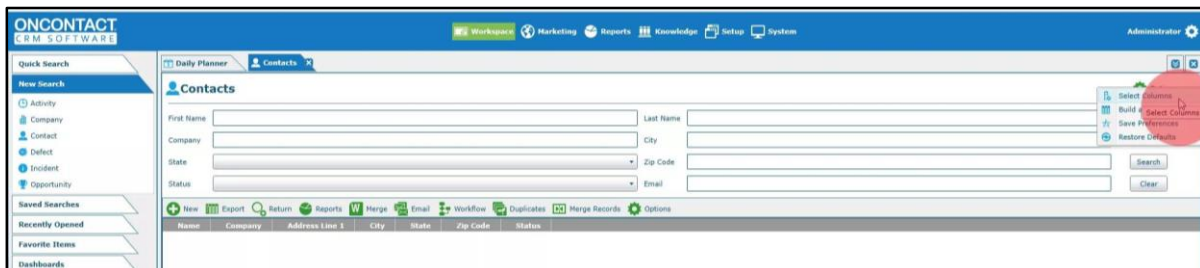 ONCONTACT
CRM SOFTWARE
Workspace Marketing Reports Knowledge Setup System
Administrator
Quick Search
New Search
Activity
Company
Contact
Defect
Incident
Opportunity
Saved Searches
Recently Opened
Favorite Items
Dashboards
Daily Planner Contacts X
Contacts
Select Columns
Build a
Select Columns
Save Preferences
Restore Defaults
First Name Last Name
Company City
State Zip Code Search
Status Email Clear
New Export Return Reports Merge Email Workflow Duplicates Merge Records Options
Name Company Address Line 1 City State Zip Code Status